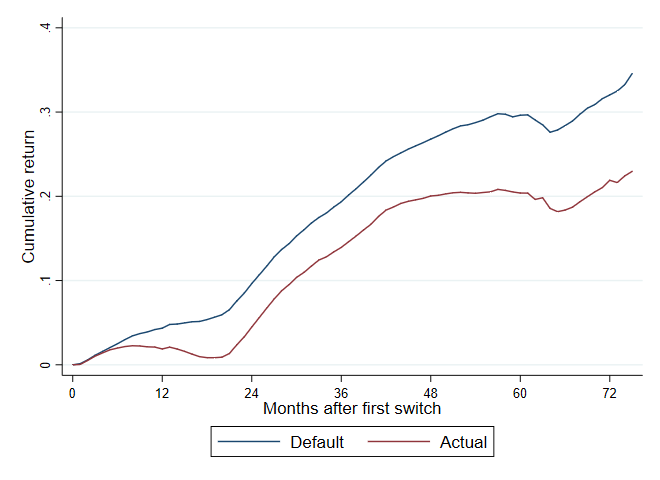 .4
.3
.2
.1
0
Cumulative return
0 12 24 36 48 60 72
Months after first switch
Default Actual